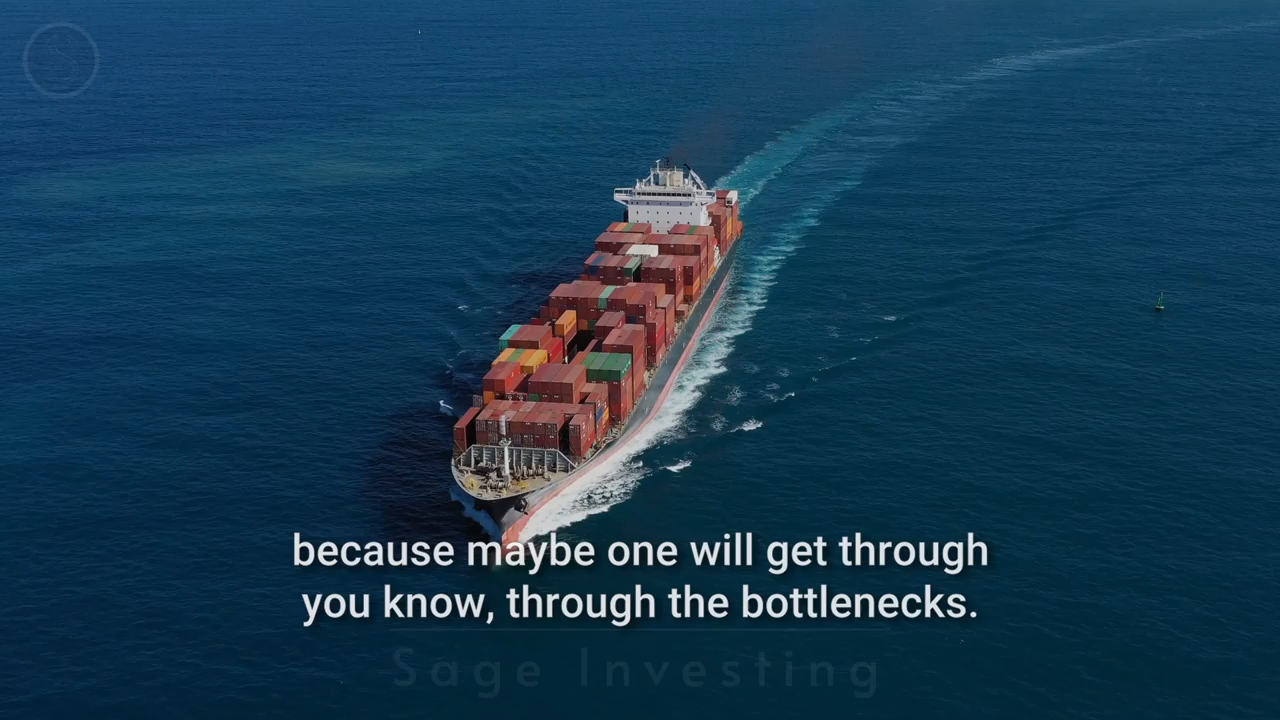 because maybe one will get through
you know, through the bottlenecks.
Sage Investing